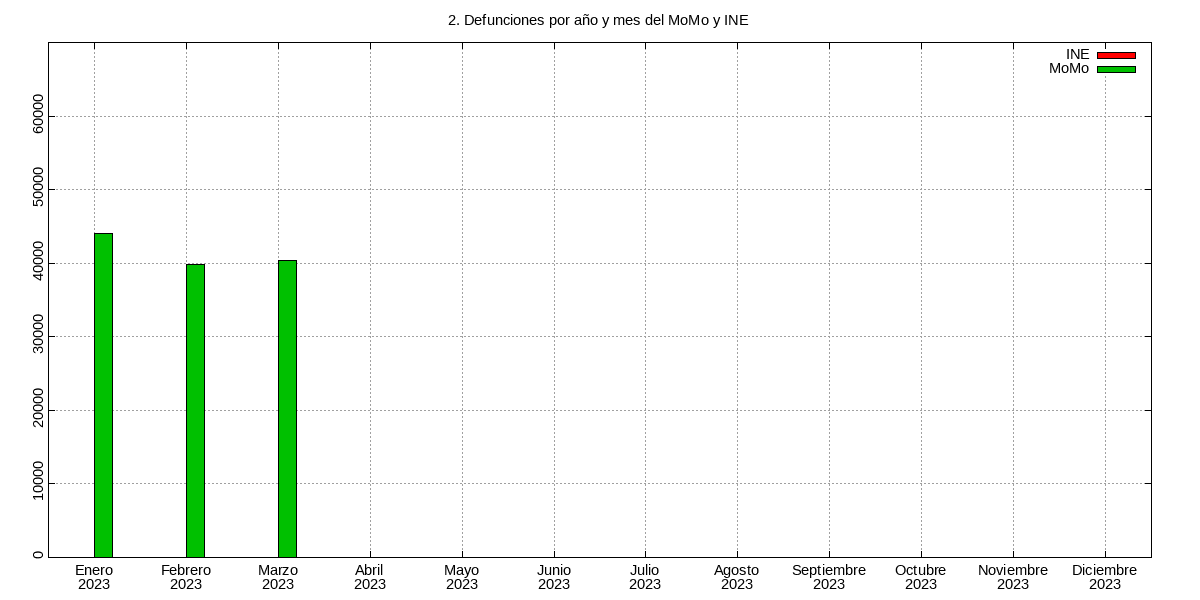 2. Defunciones por año y mes del MoMo y INE
INE
MoMo
60000
50000
40000
30000
20000
10000
0
Enero
2023
Febrero
2023
Marzo
2023
Abril
2023
Mayo
2023
Junio
2023
Julio
2023
Agosto
2023
Septiembre
2023
Octubre
2023
Noviembre
2023
Diciembre
2023